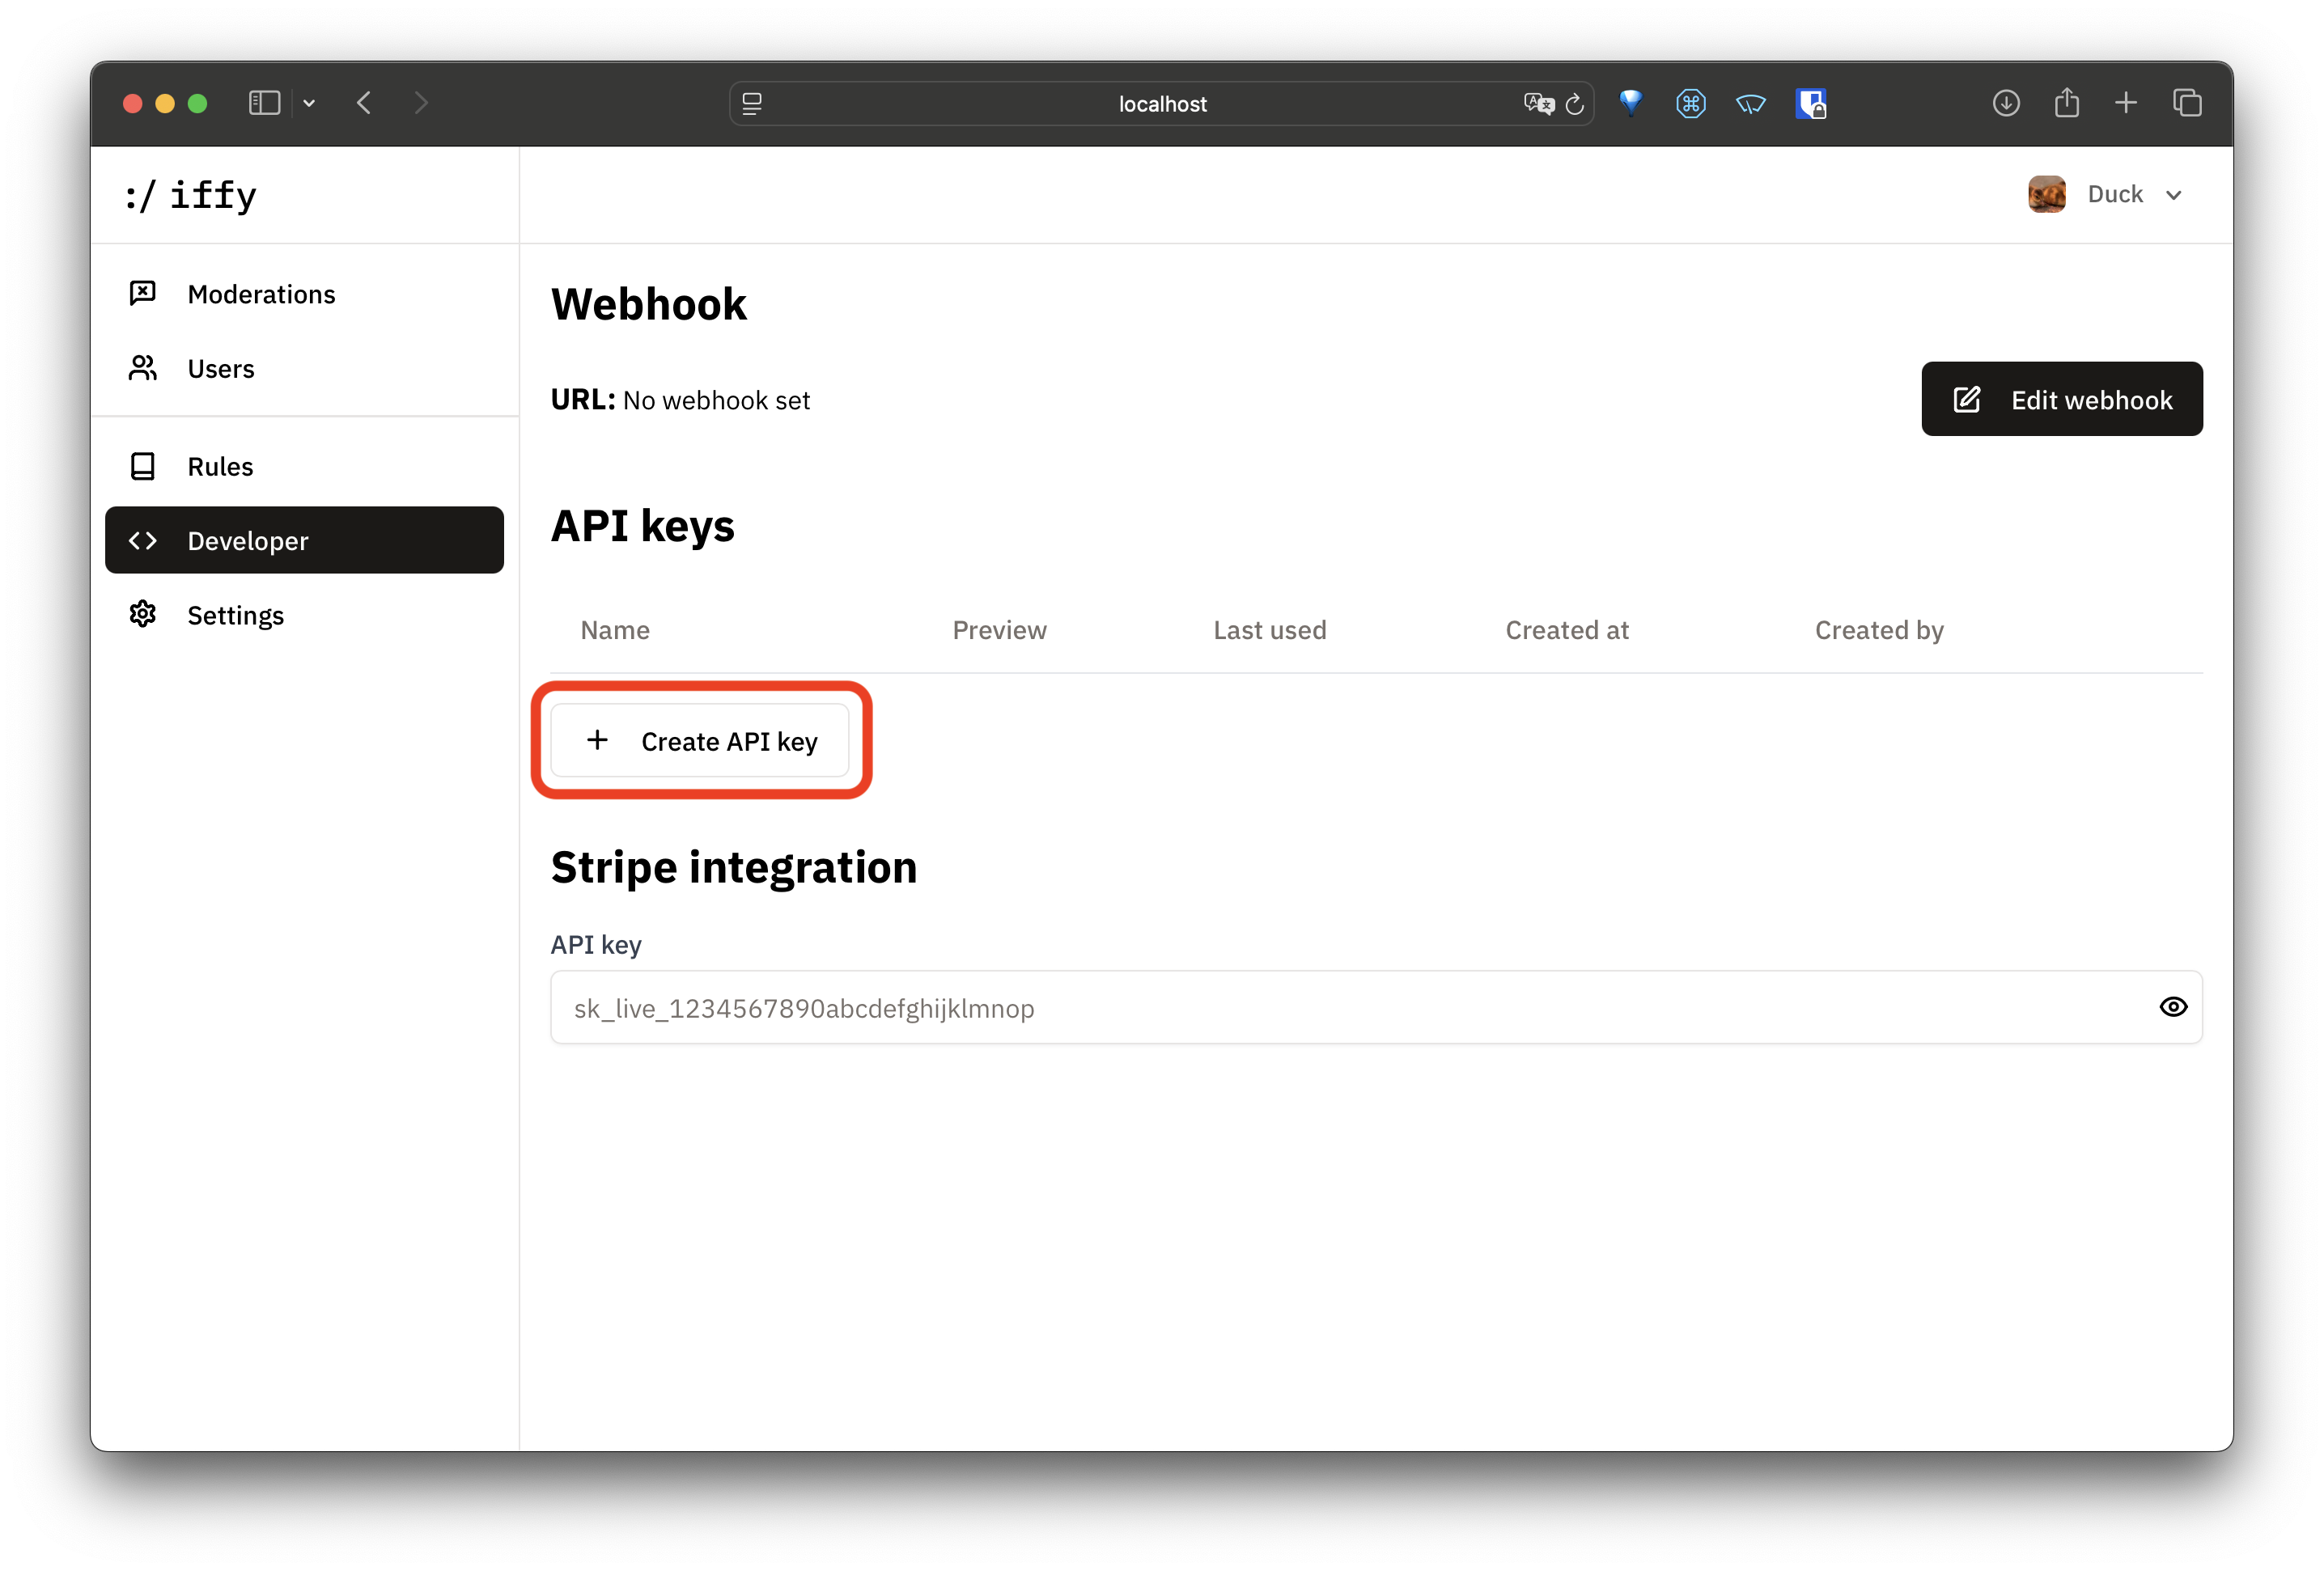 localhost
:/ iffy
Duck
Moderations
Users
Rules
Developer
Settings
Webhook
URL: No webhook set
Edit webhook
API keys
Name Preview Last used Created at Created by
+ Create API key
Stripe integration
API key
sk_live_1234567890abcdefghijklmnop